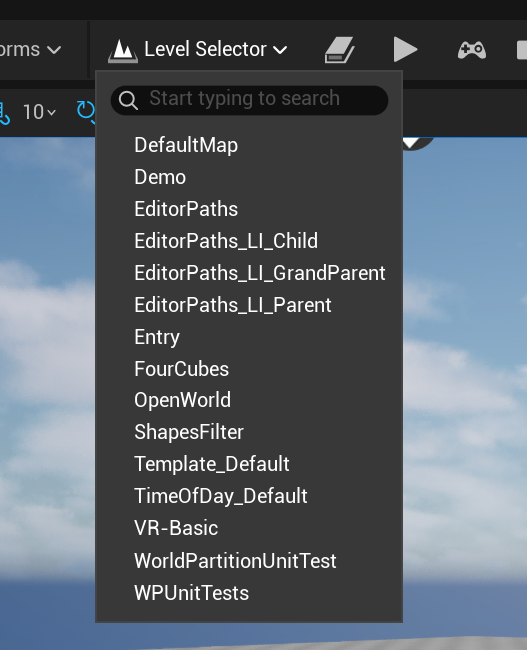 orms
Level Selector
10
Start typing to search
DefaultMap
Demo
EditorPaths
EditorPaths_LI_Child
EditorPaths_LI_GrandParent
EditorPaths_LI_Parent
Entry
FourCubes
OpenWorld
ShapesFilter
Template_Default
TimeOfDay_Default
VR-Basic
WorldPartitionUnitTest
WPUnitTests